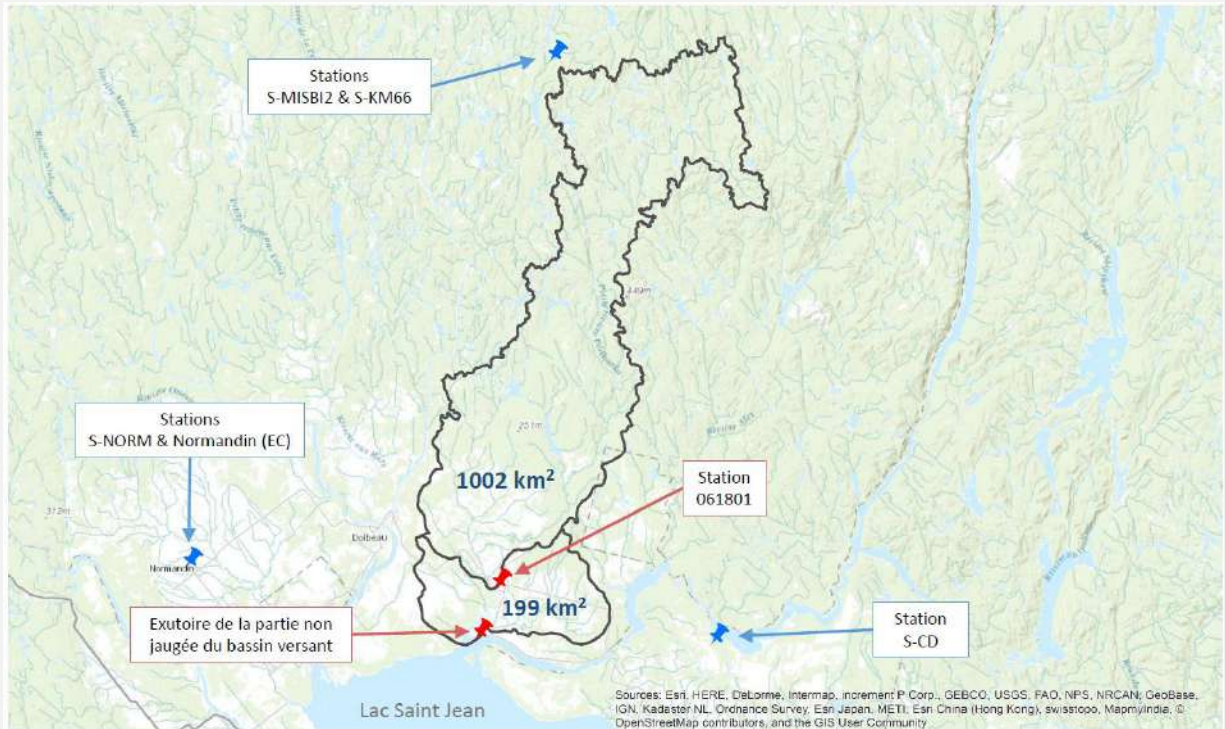 Stations
S-MISBI2 & S-KM66
Stations
S-NORM & Normandin (EC)
1002 km²
Station
061801
Dolbeau
Normandin
199 km²
Exutoire de la partie non
jaugée du bassin versant
Station
S-CD
Lac Saint Jean
Sources: Esri, HERE, DeLorme, Intermap, increment P Corp., GEBCO, USGS, FAO, NPS, NRCAN, GeoBase,
IGN, Kadaster NL, Ordnance Survey, Esri Japan, METI, Esri China (Hong Kong), swisstopo, MapmyIndia, ©
OpenStreetMap contributors, and the GIS User Community